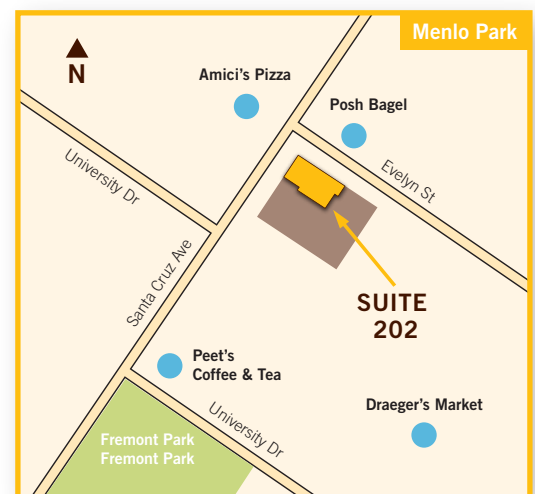 Menlo Park
N
Amici's Pizza
Posh Bagel
University Dr
Evelyn St
Santa Cruz Ave
SUITE
202
Peet's
Coffee & Tea
Draeger's Market
University Dr
Fremont Park
Fremont Park